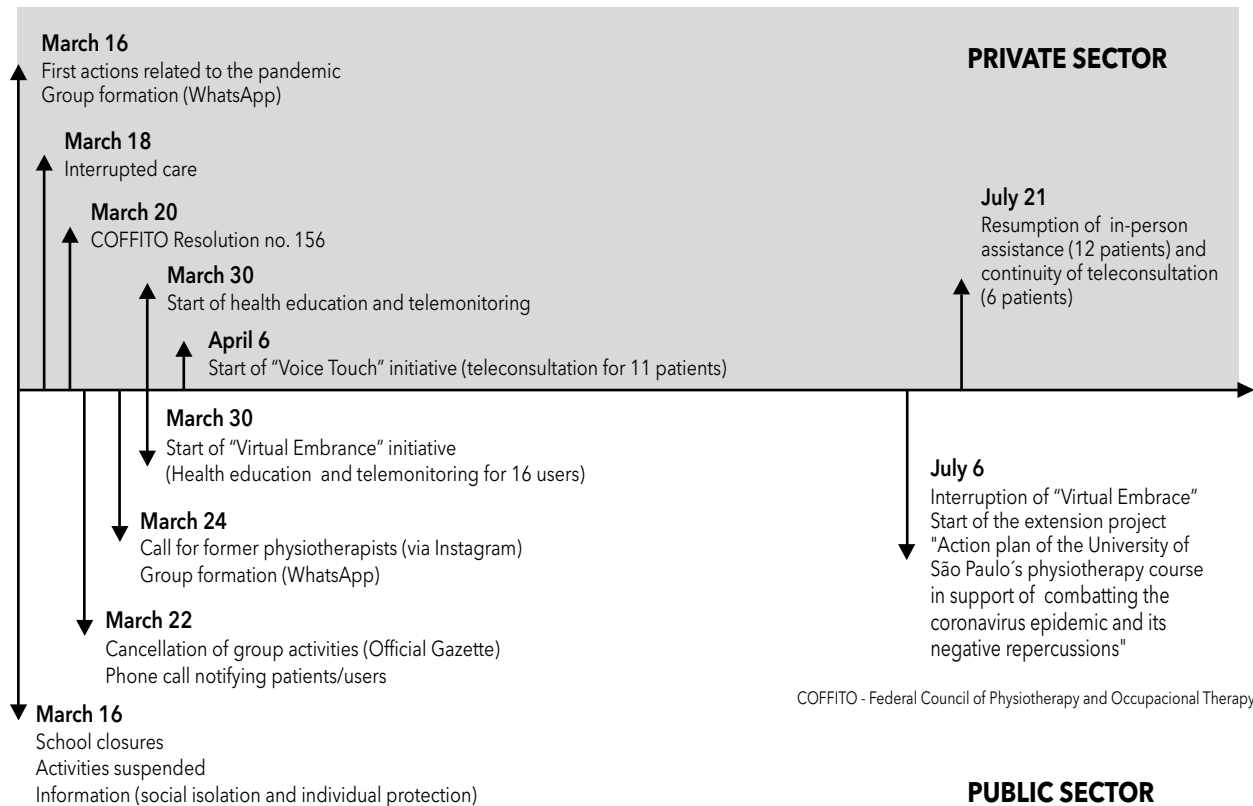 March 16
First actions related to the pandemic
Group formation (WhatsApp)
PRIVATE SECTOR
March 18
Interrupted care
March 20
COFFITO Resolution no. 156
March 30
Start of health education and telemonitoring
April 6
Start of “Voice Touch” initiative (teleconsultation for 11 patients)
July 21
Resumption of in-person
assistance (12 patients) and
continuity of teleconsultation
(6 patients)
March 30
Start of “Virtual Embrance” initiative
(Health education and telemonitoring for 16 users)
March 24
Call for former physiotherapists (via Instagram)
Group formation (WhatsApp)
March 22
Cancellation of group activities (Official Gazette)
Phone call notifying patients/users
March 16
School closures
Activities suspended
Information (social isolation and individual protection)
July 6
Interruption of “Virtual Embrace”
Start of the extension project
"Action plan of the University of
São Paulo´s physiotherapy course
in support of combatting the
coronavirus epidemic and its
negative repercussions"
COFFITO - Federal Council of Physiotherapy and Occupacional Therapy
PUBLIC SECTOR